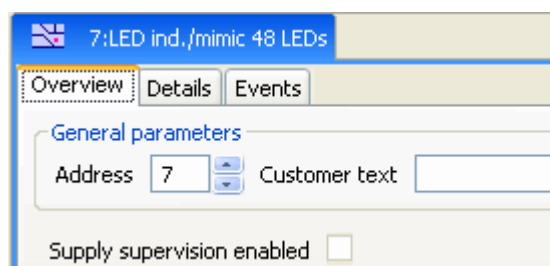 7:LED ind./mimic 48 LEDs
Overview Details Events
General parameters
Address 7 Customer text
Supply supervision enabled